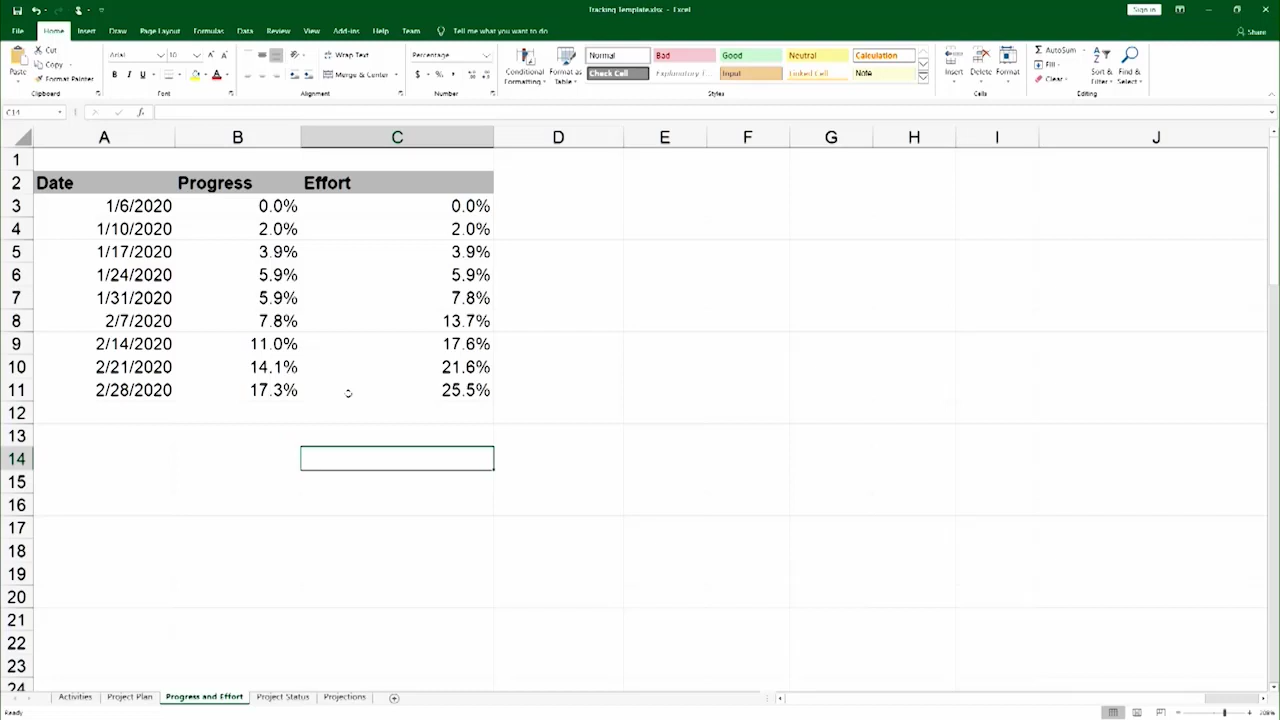 Tracking Template.xlsx - Excel
Sign in
File Home Insert Draw Page Layout Formulas Data Review View Add-ins Help Team Tell me what you want to do Share
Paste
Cut
Copy
Format Painter
Clipboard
Arial 10
B I U
Font
Wrap Text
Merge & Center
Alignment
Percentage
$ %
Number
Conditional Formatting
Format as Table
Normal Bad Good Neutral Calculation
Check Cell Explanatory T... Input Linked Cell Note
Styles
Insert Delete Format
Cells
AutoSum
Fill
Clear
Sort & Filter
Find & Select
Editing
C14 fx
A B C D E F G H I J
1
2 Date Progress Effort
3 1/6/2020 0.0% 0.0%
4 1/10/2020 2.0% 2.0%
5 1/17/2020 3.9% 3.9%
6 1/24/2020 5.9% 5.9%
7 1/31/2020 5.9% 7.8%
8 2/7/2020 7.8% 13.7%
9 2/14/2020 11.0% 17.6%
10 2/21/2020 14.1% 21.6%
11 2/28/2020 17.3% 25.5%
12
13
14
15
16
17
18
19
20
21
22
23
24
Activities Project Plan Progress and Effort Project Status Projections
Ready